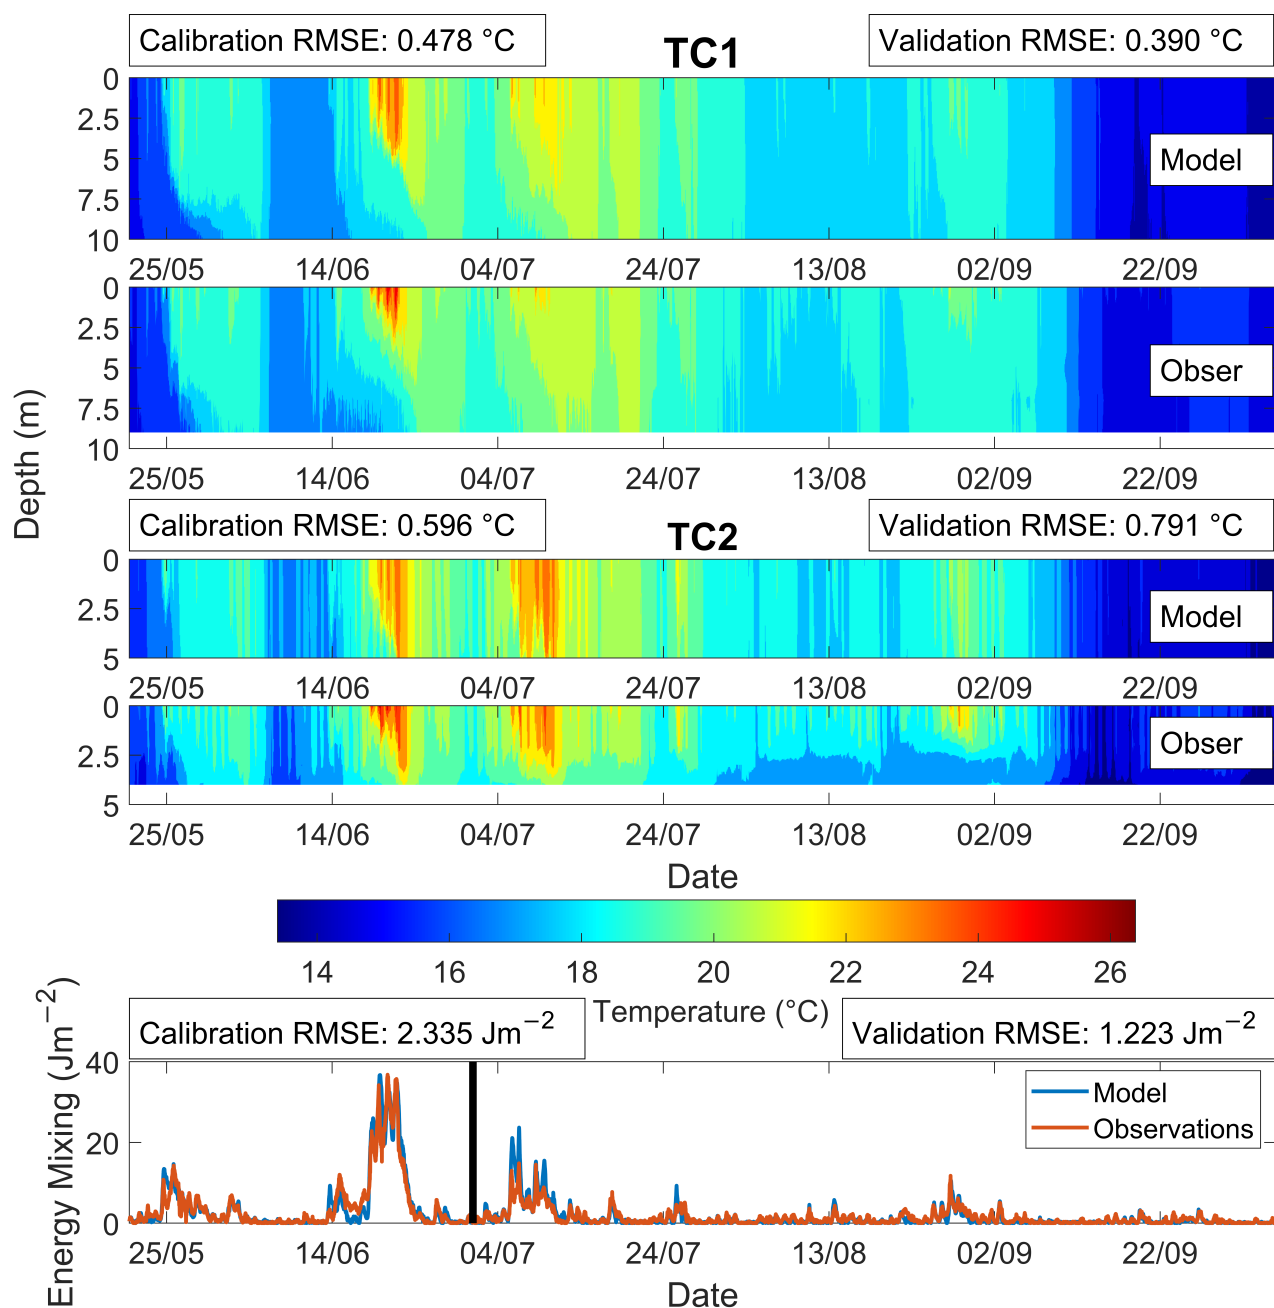 Calibration RMSE: 0.478 °C
TC1
Validation RMSE: 0.390 °C
0
2.5
5
7.5
10
Model
25/05 14/06 04/07 24/07 13/08 02/09 22/09
0
2.5
5
7.5
10
Obser
25/05 14/06 04/07 24/07 13/08 02/09 22/09
Depth (m)
Calibration RMSE: 0.596 °C
TC2
Validation RMSE: 0.791 °C
0
2.5
5
Model
25/05 14/06 04/07 24/07 13/08 02/09 22/09
0
2.5
5
Obser
25/05 14/06 04/07 24/07 13/08 02/09 22/09
Date
14 16 18 20 22 24 26
Temperature (°C)
Calibration RMSE: 2.335 Jm⁻²
Validation RMSE: 1.223 Jm⁻²
Energy Mixing (Jm⁻²)
40
20
0
Model
Observations
25/05 14/06 04/07 24/07 13/08 02/09 22/09
Date